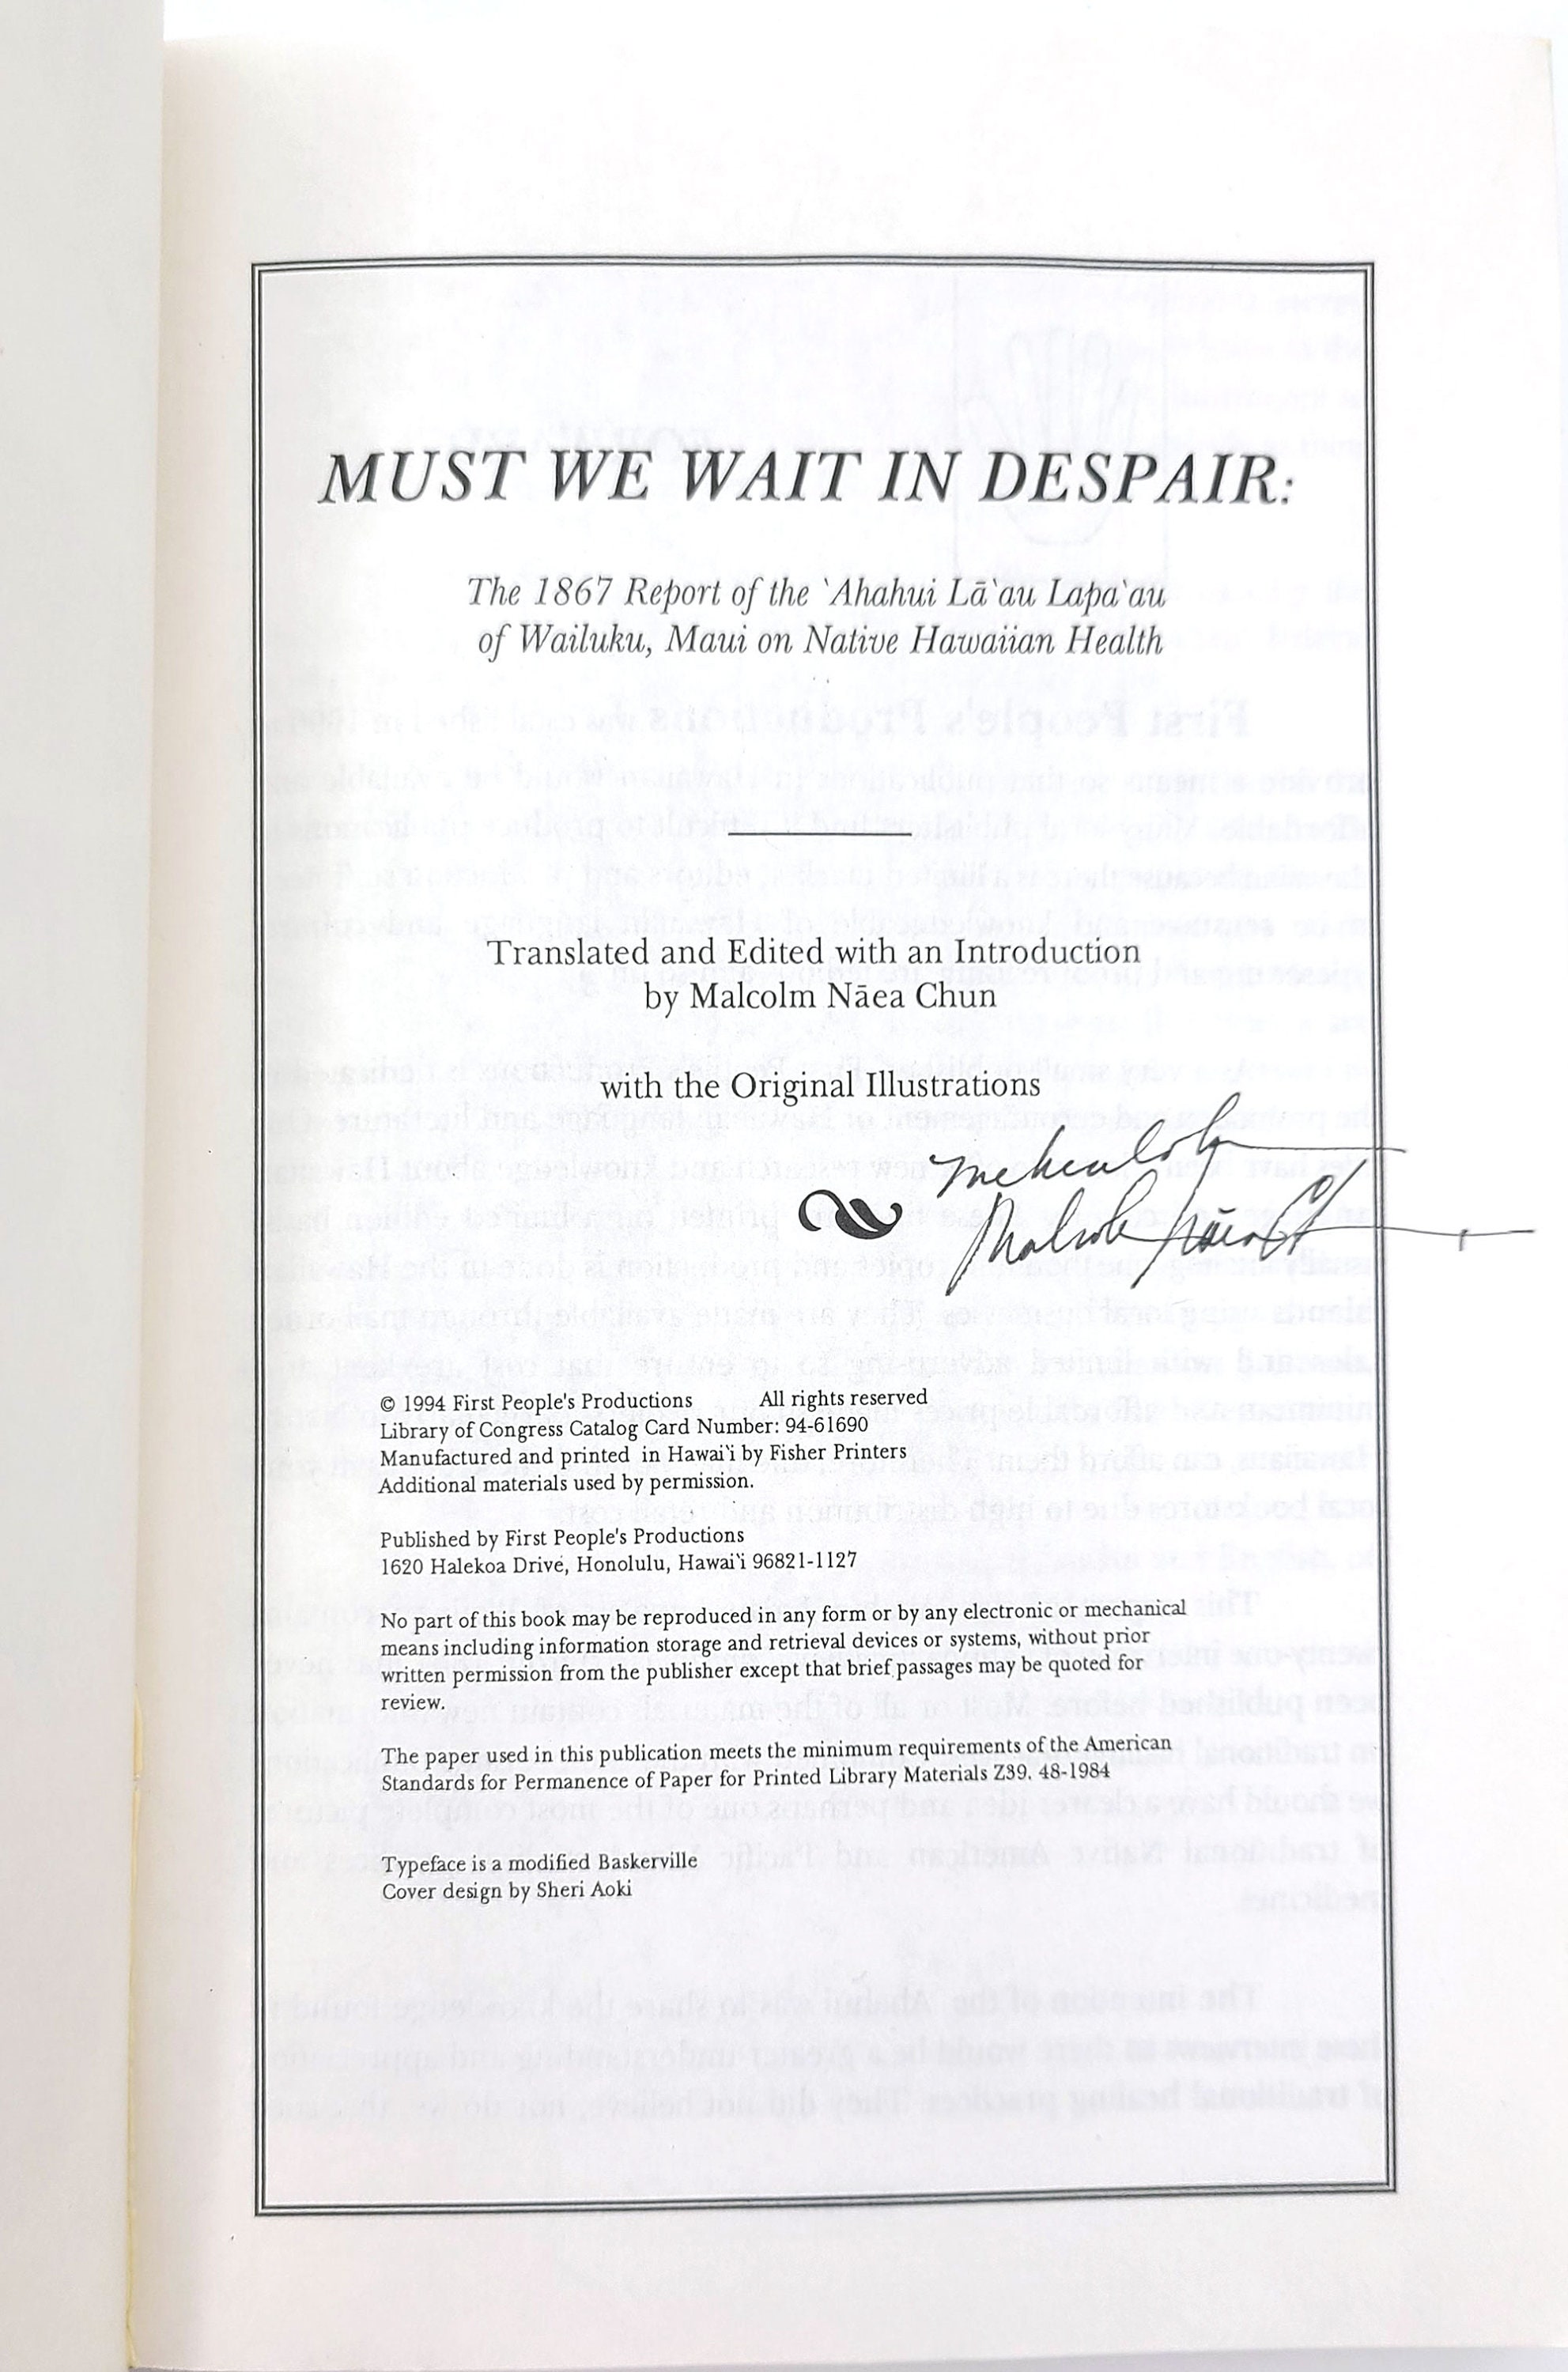 MUST WE WAIT IN DESPAIR:
The 1867 Report of the `Ahahui Lā`au Lapa`au
of Wailuku, Maui on Native Hawaiian Health
Translated and Edited with an Introduction
by Malcolm Nāea Chun
with the Original Illustrations
me ke aloha
Malcolm Nāea Ch
© 1994 First People's Productions All rights reserved
Library of Congress Catalog Card Number: 94-61690
Manufactured and printed in Hawai`i by Fisher Printers
Additional materials used by permission.
Published by First People's Productions
1620 Halekoa Drive, Honolulu, Hawai`i 96821-1127
No part of this book may be reproduced in any form or by any electronic or mechanical
means including information storage and retrieval devices or systems, without prior
written permission from the publisher except that brief passages may be quoted for
review.
The paper used in this publication meets the minimum requirements of the American
Standards for Permanence of Paper for Printed Library Materials Z39. 48-1984
Typeface is a modified Baskerville
Cover design by Sheri Aoki